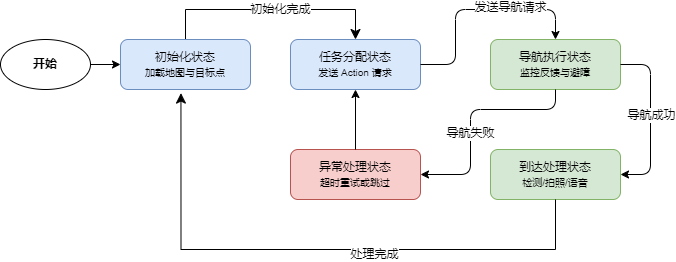 初始化完成
发送导航请求
开始
初始化状态
加载地图与目标点
任务分配状态
发送 Action 请求
导航执行状态
监控反馈与避障
导航失败
导航成功
异常处理状态
超时重试或跳过
到达处理状态
检测/拍照/语音
处理完成